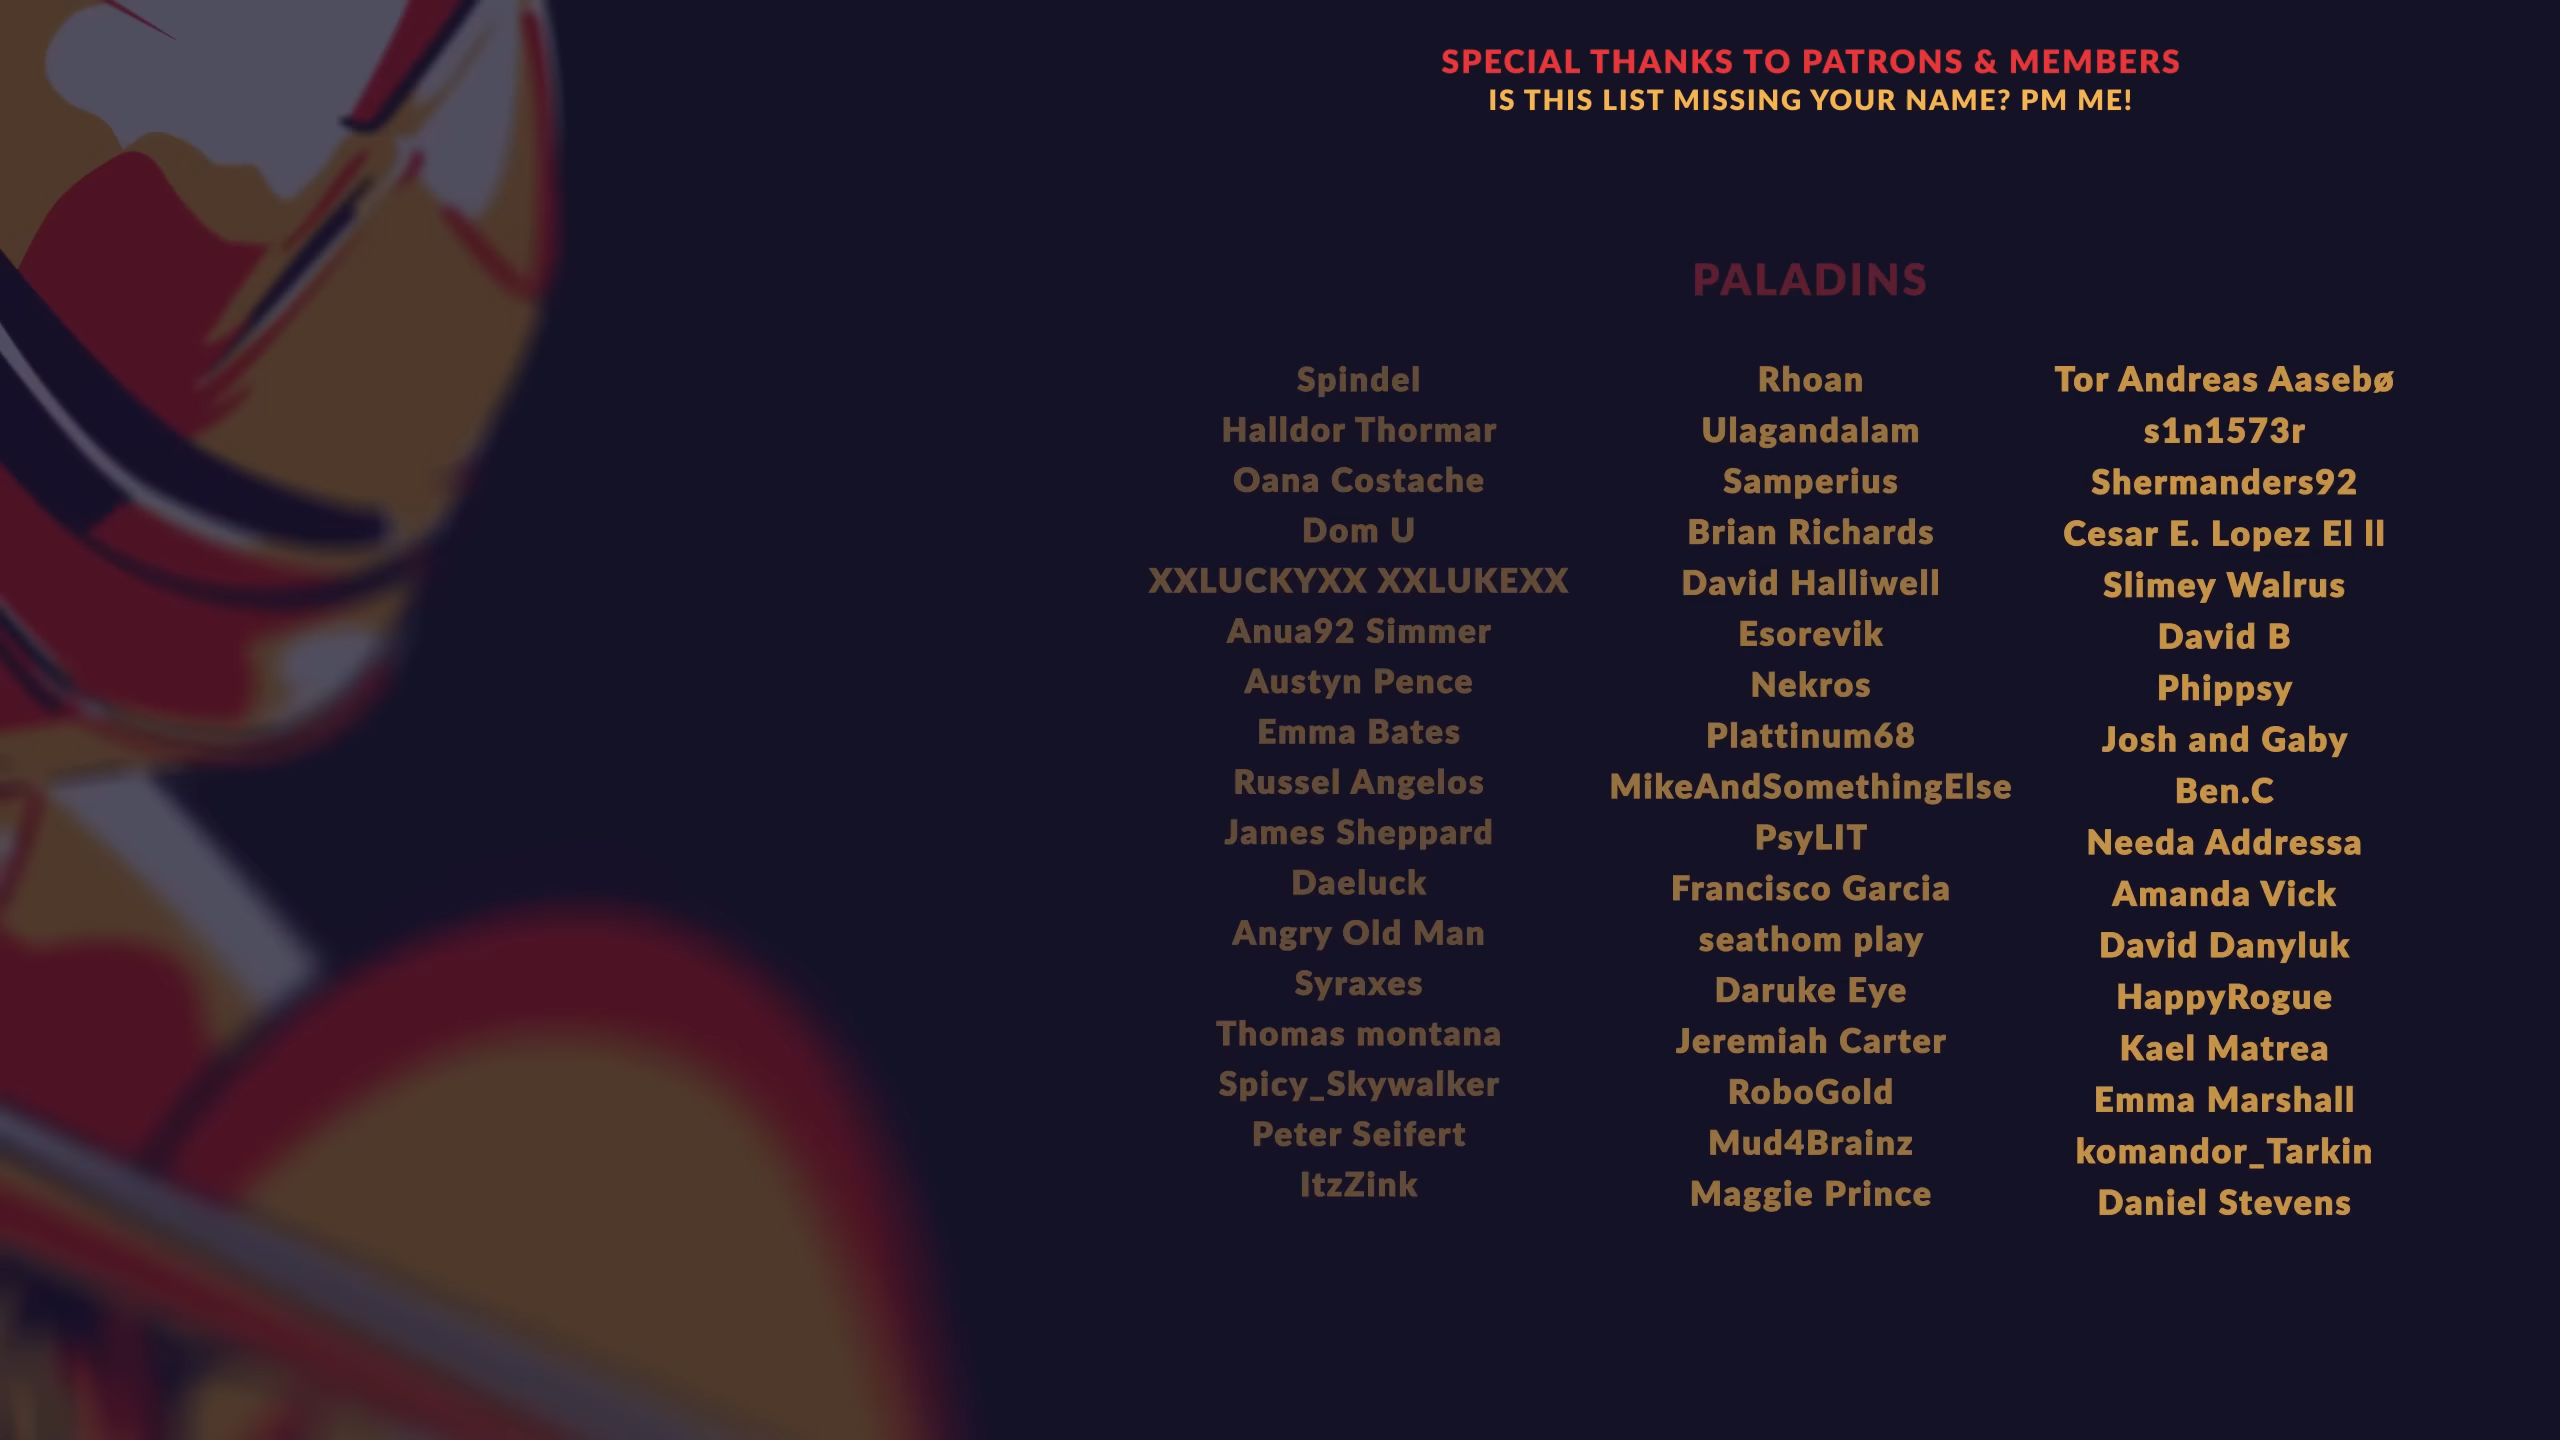 SPECIAL THANKS TO PATRONS & MEMBERS
IS THIS LIST MISSING YOUR NAME? PM ME!
PALADINS
Spindel
Halldor Thormar
Oana Costache
Dom U
XXLUCKYXX XXLUKEXX
Anua92 Simmer
Austyn Pence
Emma Bates
Russel Angelos
James Sheppard
Daeluck
Angry Old Man
Syraxes
Thomas montana
Spicy_Skywalker
Peter Seifert
ItzZink
Rhoan
Ulagandalam
Samperius
Brian Richards
David Halliwell
Esorevik
Nekros
Plattinum68
MikeAndSomethingElse
PsyLIT
Francisco Garcia
seathom play
Daruke Eye
Jeremiah Carter
RoboGold
Mud4Brainz
Maggie Prince
Tor Andreas Aasebø
s1n1573r
Shermanders92
Cesar E. Lopez El ll
Slimey Walrus
David B
Phippsy
Josh and Gaby
Ben.C
Needa Addressa
Amanda Vick
David Danyluk
HappyRogue
Kael Matrea
Emma Marshall
komandor_Tarkin
Daniel Stevens